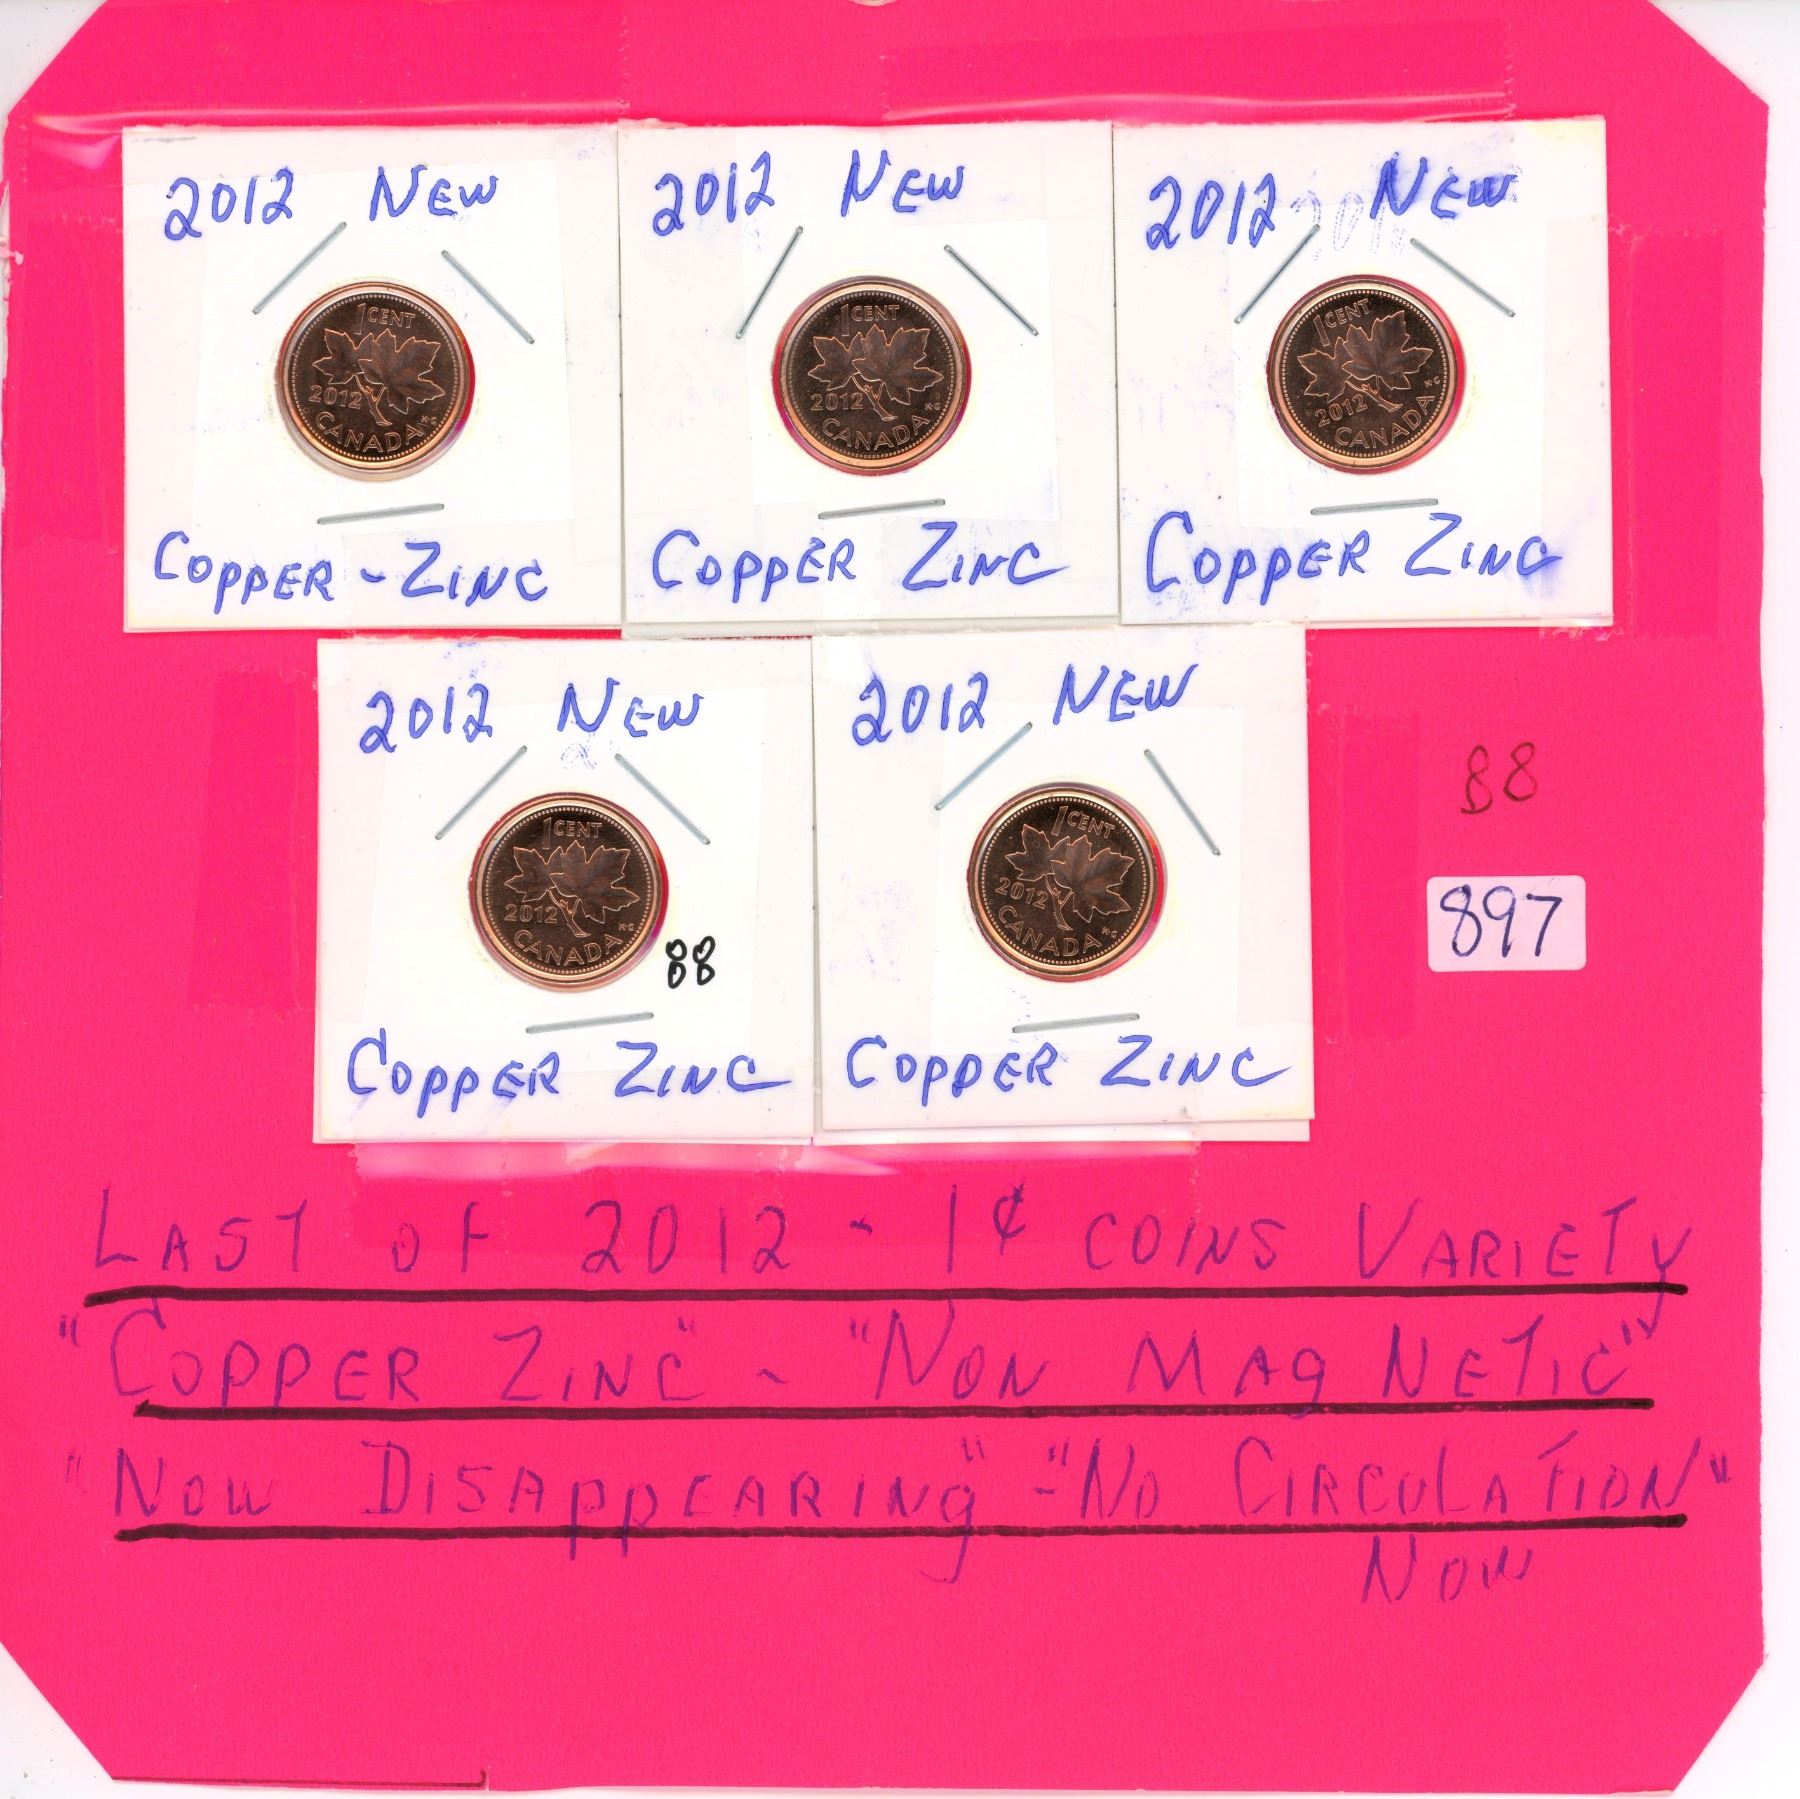 2012 NEW
1 CENT
2012
K·G
CANADA
COPPER - ZINC
2012 NEW
1 CENT
2012
K·G
CANADA
COPPER ZINC
2012 NEW
1 CENT
2012
K·G
CANADA
COPPER ZINC
2012 NEW
1 CENT
2012
K·G
CANADA
88
COPPER ZINC
2012 NEW
1 CENT
2012
K·G
CANADA
COPPER ZINC
88
897
LAST OF 2012 - 1¢ COINS VARIETY
"COPPER ZINC" - "NON MAGNETIC"
"NOW DISAPPEARING" - "NO CIRCULATION"
NOW